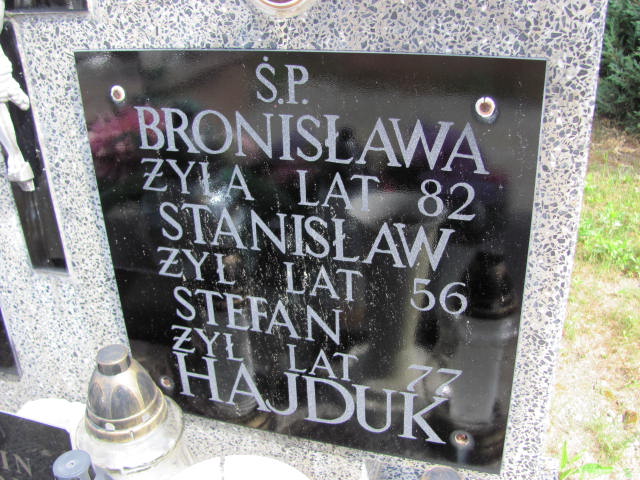 Ś.P.
BRONISŁAWA
ŻYŁA LAT 82
STANISŁAW
ŻYŁ LAT 56
STEFAN
ŻYŁ LAT 77
HAJDUK